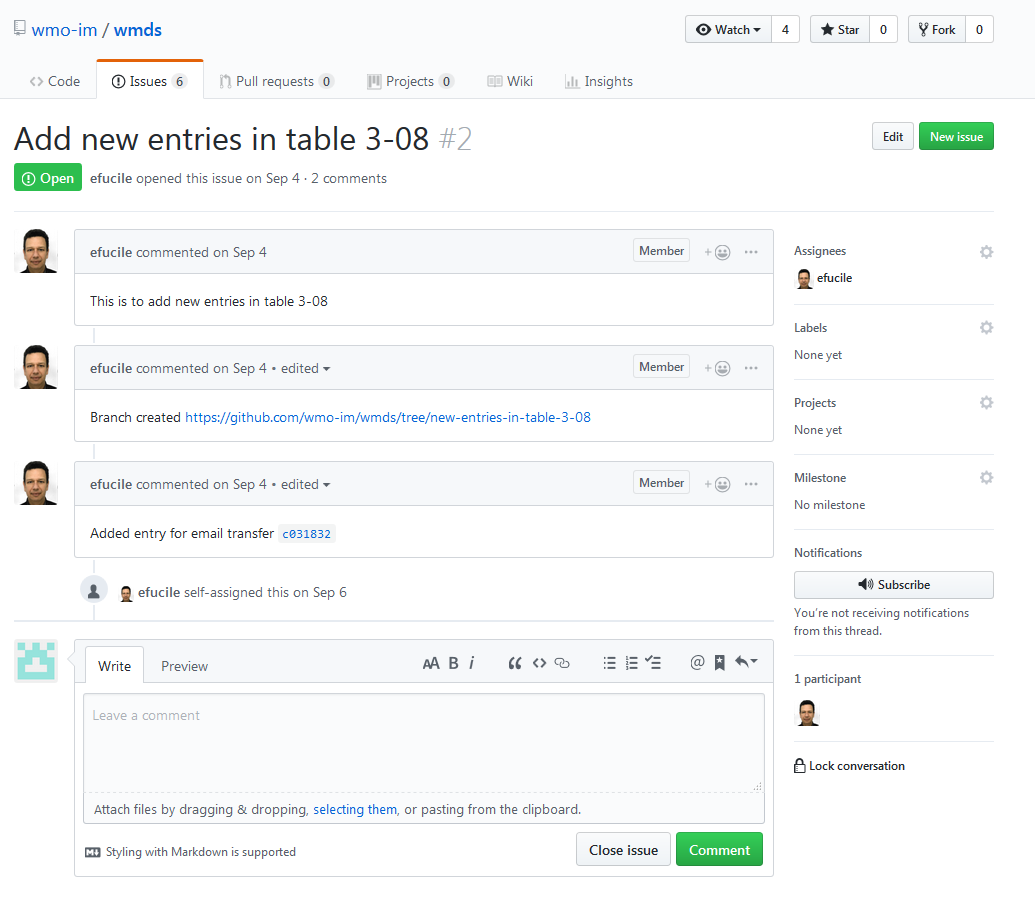 wmo-im / wmds
Watch 4 Star 0 Fork 0
Code Issues 6 Pull requests 0 Projects 0 Wiki Insights
Add new entries in table 3-08 #2
Edit New issue
Open efucile opened this issue on Sep 4 · 2 comments
efucile commented on Sep 4 Member
This is to add new entries in table 3-08
efucile commented on Sep 4 • edited Member
Branch created https://github.com/wmo-im/wmds/tree/new-entries-in-table-3-08
efucile commented on Sep 4 • edited Member
Added entry for email transfer c031832
efucile self-assigned this on Sep 6
Write Preview AA B i
Leave a comment
Attach files by dragging & dropping, selecting them, or pasting from the clipboard.
Styling with Markdown is supported
Close issue Comment
Assignees
efucile
Labels
None yet
Projects
None yet
Milestone
No milestone
Notifications
Subscribe
You’re not receiving notifications
from this thread.
1 participant
Lock conversation